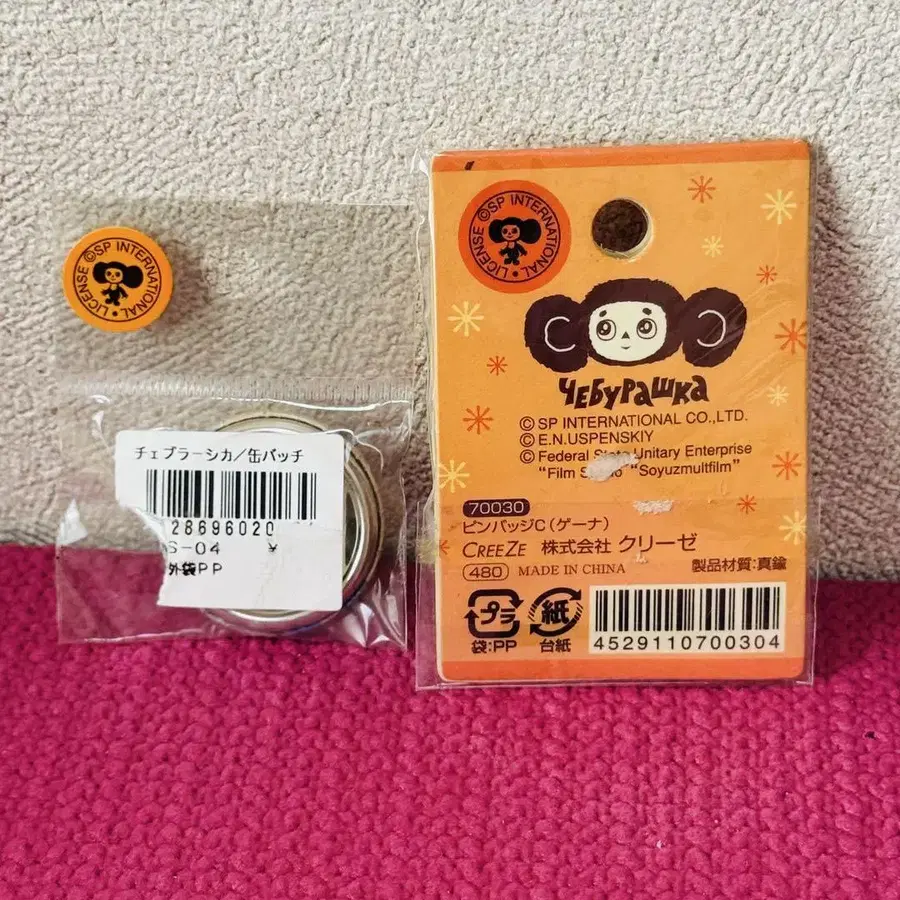 LICENSE ©SP INTERNATIONAL •
チェブラーシカ/缶バッチ
28696020
S-04 ¥
外袋PP
LICENSE ©SP INTERNATIONAL •
ЧЕБУРАШКА
© SP INTERNATIONAL CO.,LTD.
© E.N.USPENSKIY
© Federal State Unitary Enterprise
"Film "Soyuzmultfilm"
70030
ピンバッジC(ゲーナ)
CREEZE 株式会社 クリーゼ
480 MADE IN CHINA 製品材質:真鍮
プラ 紙
袋:PP 台紙
4529110700304